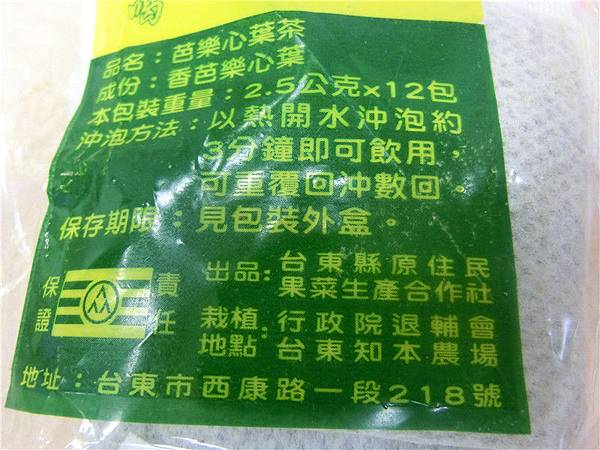 品名：芭樂心葉茶
成份：香芭樂心葉
本包裝重量：2.5公克x12包
沖泡方法：以熱開水沖泡約
3分鐘即可飲用，
可重覆回沖數回。
保存期限：見包裝外盒。
保證責任
出品：台東縣原住民
果菜生產合作社
栽植地點：行政院退輔會
台東知本農場
地址：台東市西康路一段218號